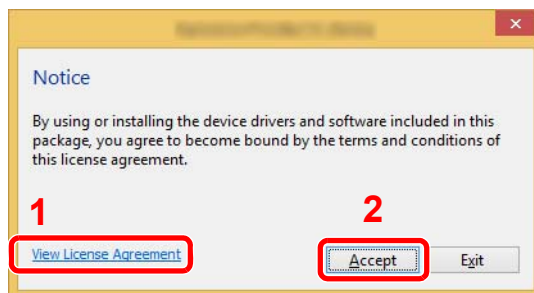 Notice
By using or installing the device drivers and software included in this
package, you agree to become bound by the terms and conditions of
this license agreement.
1
2
View License Agreement
Accept
Exit